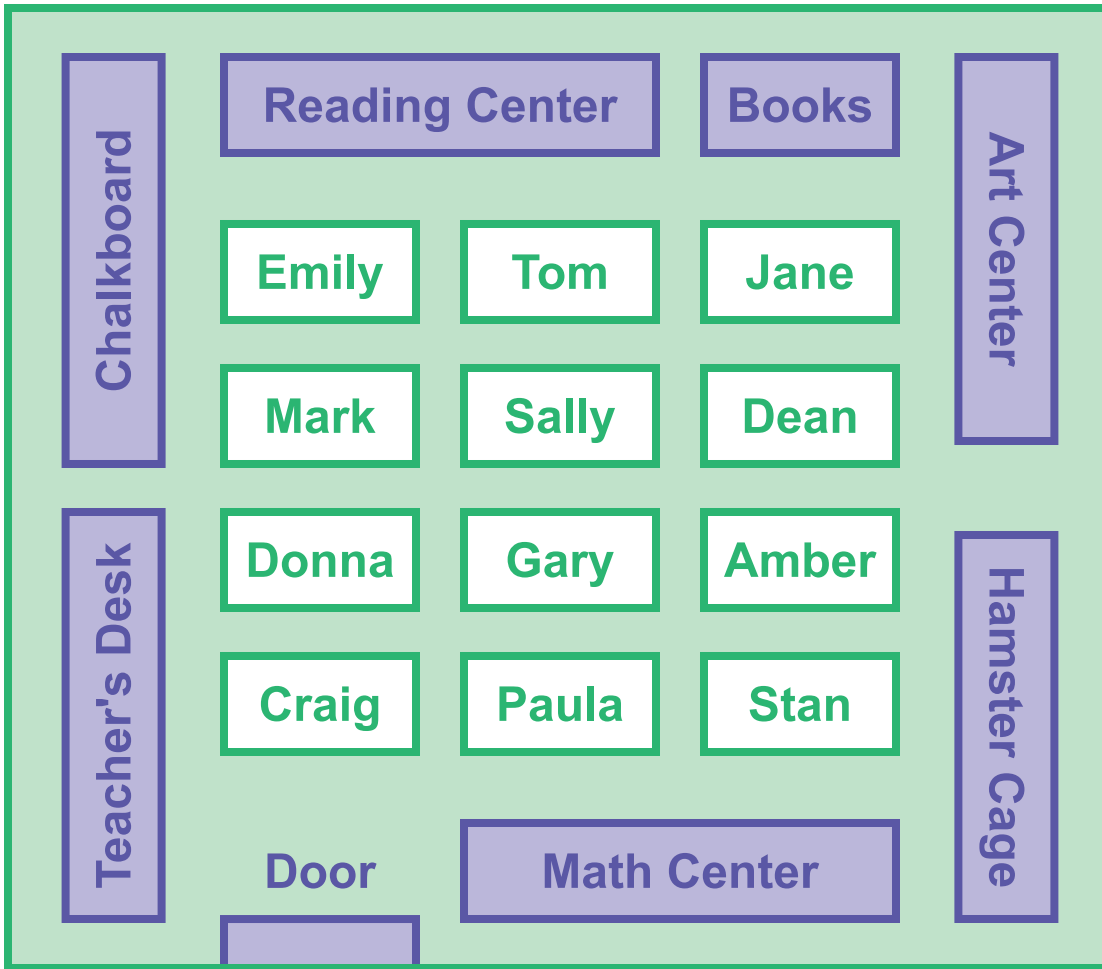 Chalkboard
Reading Center
Books
Art Center
Emily
Tom
Jane
Mark
Sally
Dean
Teacher's Desk
Donna
Gary
Amber
Hamster Cage
Craig
Paula
Stan
Door
Math Center